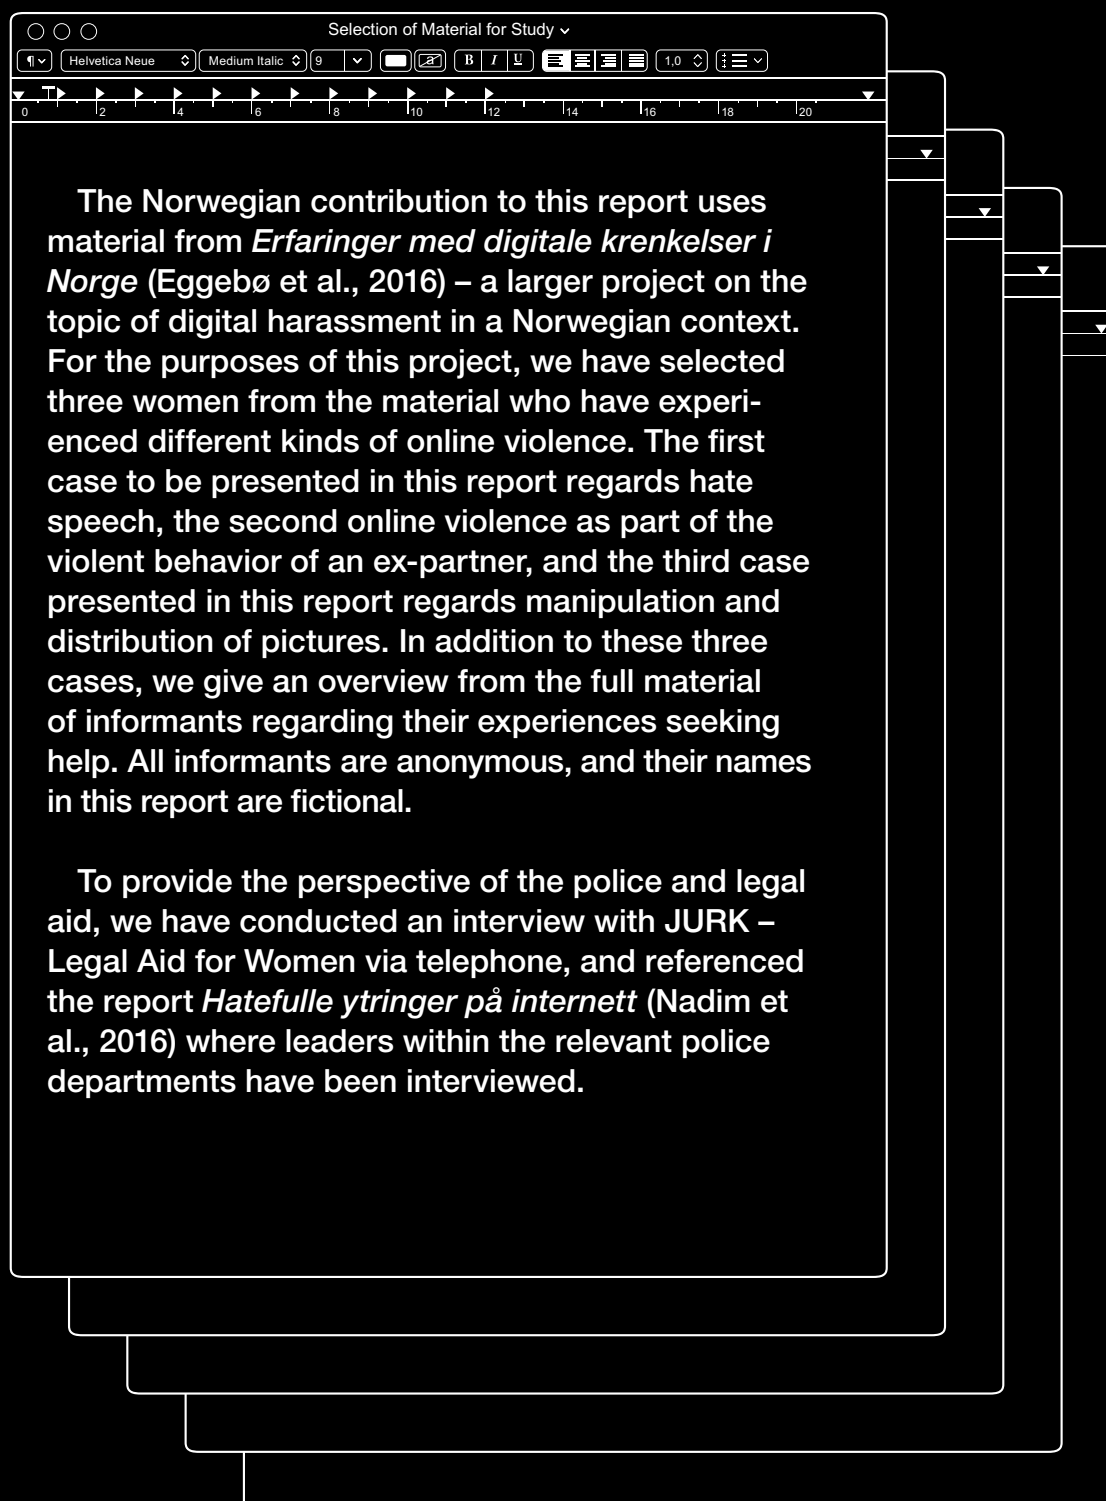 Selection of Material for Study
¶ Helvetica Neue Medium Italic 9 a B I U 1,0
0 2 4 6 8 10 12 14 16 18 20
The Norwegian contribution to this report uses
material from Erfaringer med digitale krenkelser i
Norge (Eggebø et al., 2016) – a larger project on the
topic of digital harassment in a Norwegian context.
For the purposes of this project, we have selected
three women from the material who have experi-
enced different kinds of online violence. The first
case to be presented in this report regards hate
speech, the second online violence as part of the
violent behavior of an ex-partner, and the third case
presented in this report regards manipulation and
distribution of pictures. In addition to these three
cases, we give an overview from the full material
of informants regarding their experiences seeking
help. All informants are anonymous, and their names
in this report are fictional.
To provide the perspective of the police and legal
aid, we have conducted an interview with JURK –
Legal Aid for Women via telephone, and referenced
the report Hatefulle ytringer på internett (Nadim et
al., 2016) where leaders within the relevant police
departments have been interviewed.